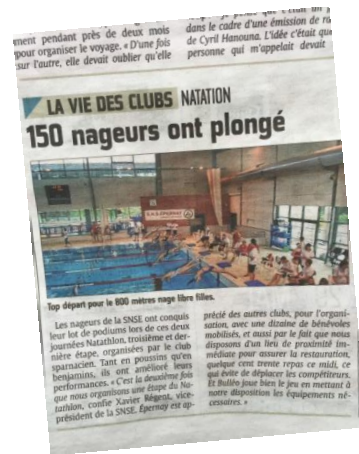 nement pendant près de deux mois
pour organiser le voyage. « D'une fois
sur l'autre, elle devait oublier qu'elle
dans le cadre d'une émission de
de Cyril Hanouna. L'idée c'était que
personne qui m'appelait devait
LA VIE DES CLUBS NATATION
150 nageurs ont plongé
Top départ pour le 800 mètres nage libre filles.
Les nageurs de la SNSE ont conquis
leur lot de podiums lors de ces deux
journées Natathlon, troisième et der-
nière étape, organisées par le club
sparnacien. Tant en poussins qu'en
benjamins, ils ont amélioré leurs
performances. « C'est la deuxième fois
que nous organisons une étape du Na-
tathlon, confie Xavier Régent, vice-
président de la SNSE. Épernay est ap-
précié des autres clubs, pour l'organi-
sation, avec une dizaine de bénévoles
mobilisés, et aussi par le fait que nous
disposons d'un lieu de proximité im-
médiate pour assurer la restauration,
quelque cent trente repas ce midi, ce
qui évite de déplacer les compétiteurs.
Et Bulléo joue bien le jeu en mettant à
notre disposition les équipements né-
cessaires. »